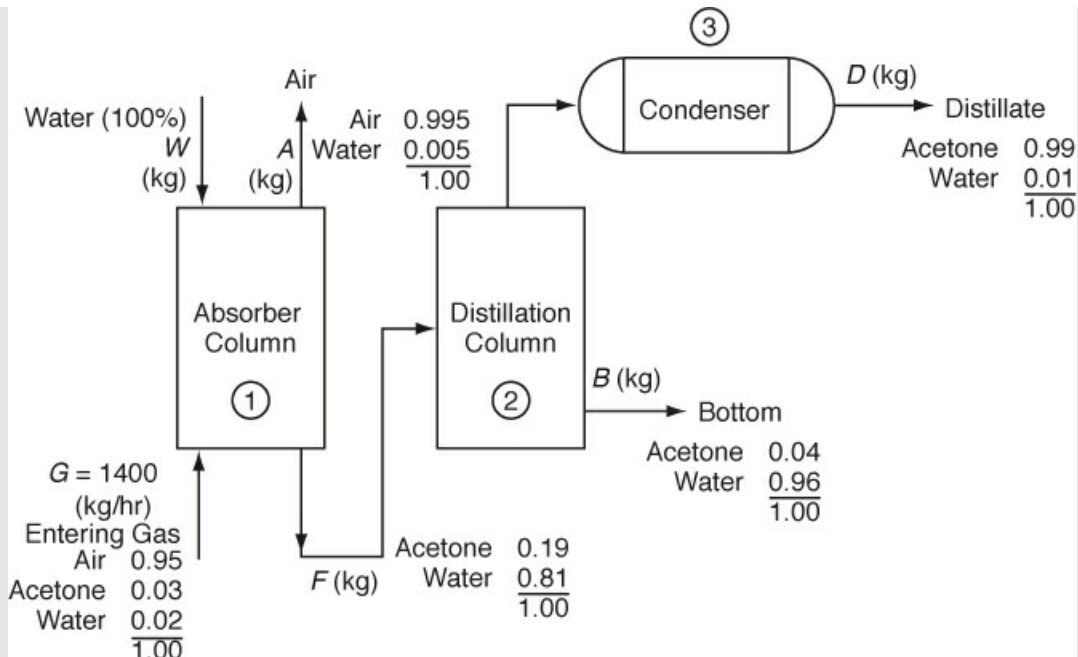 ③
Air
D (kg)
Water (100%)
W
(kg)
A
(kg)
Air 0.995
Water 0.005
1.00
Condenser
Distillate
Acetone 0.99
Water 0.01
1.00
Absorber
Column
①
Distillation
Column
②
B (kg)
Bottom
Acetone 0.04
Water 0.96
1.00
G = 1400
(kg/hr)
Entering Gas
Air 0.95
Acetone 0.03
Water 0.02
1.00
F (kg)
Acetone 0.19
Water 0.81
1.00